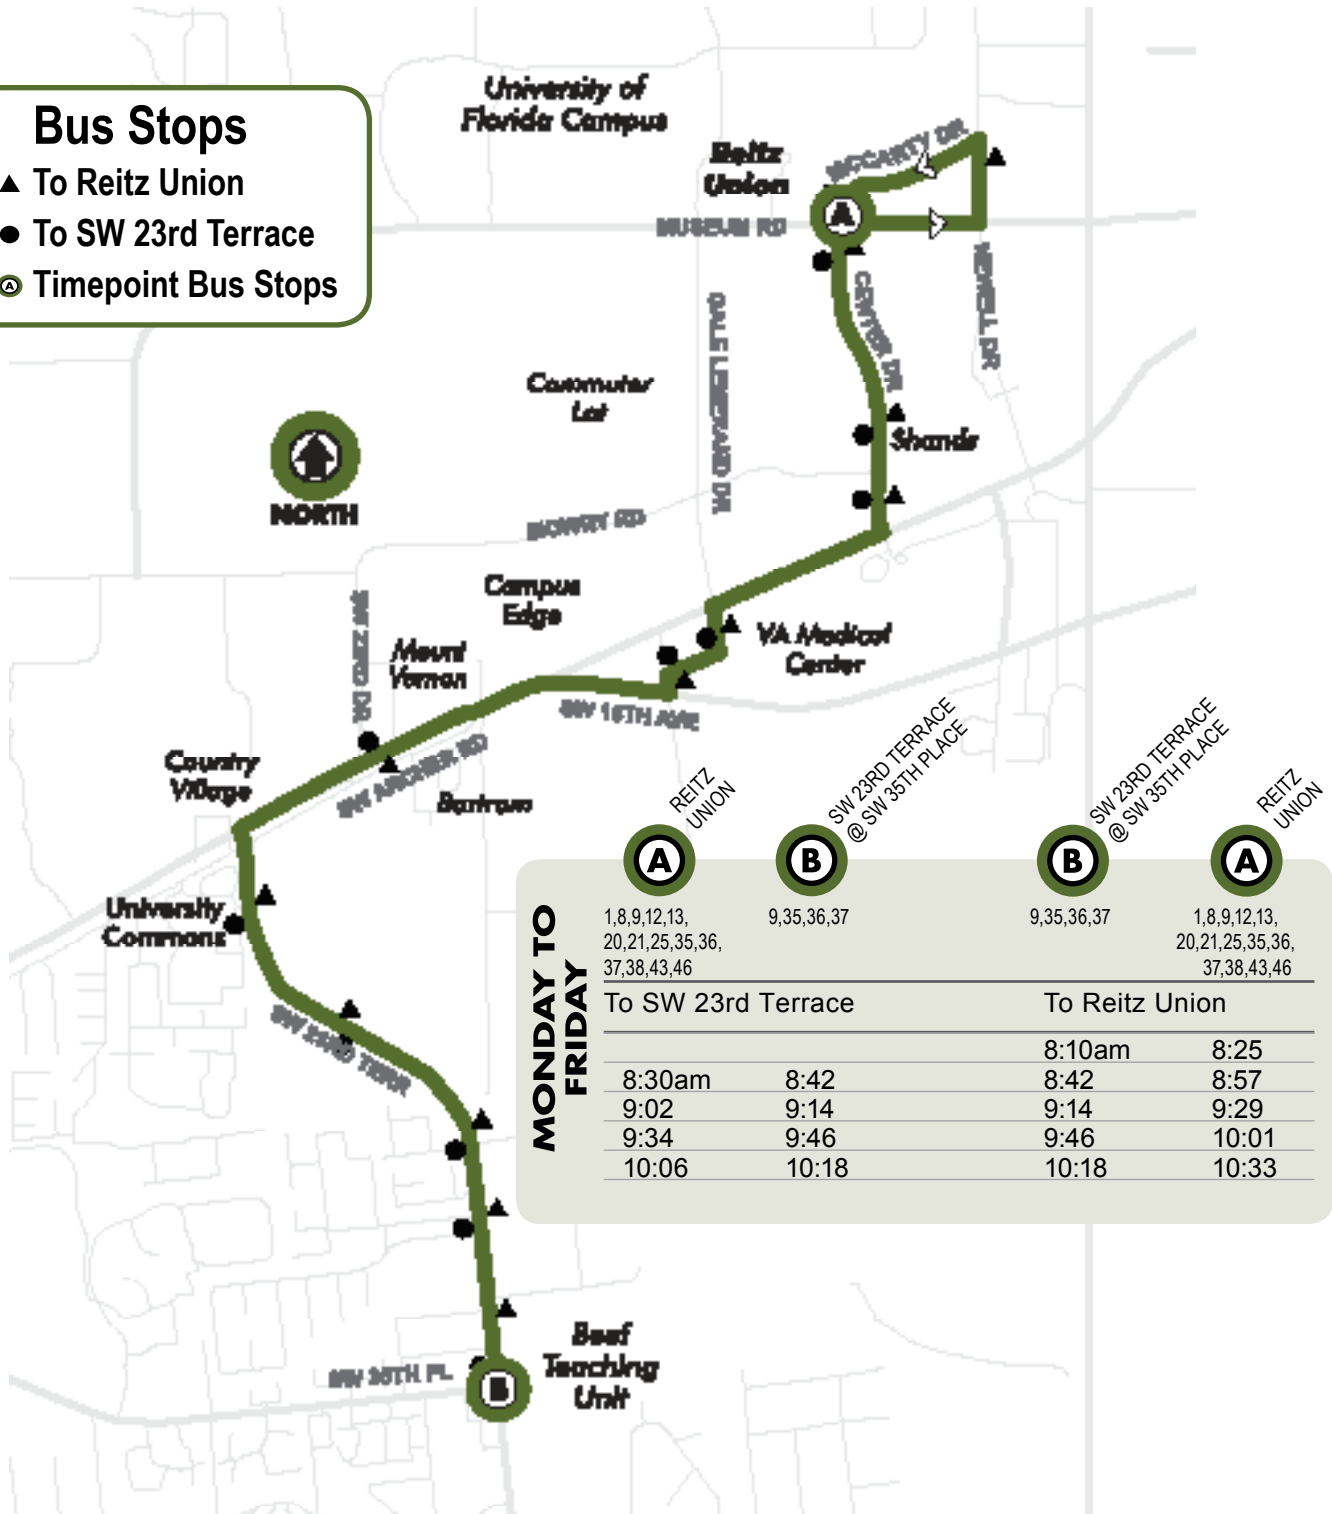 Bus Stops
To Reitz Union
To SW 23rd Terrace
A Timepoint Bus Stops
University of
Florida Campus
Reitz
Union
MCCARTY DR
A
MUSEUM RD
NEWELL DR
CENTER DR
GALE LEMERAND DR
Commuter
Lot
Shands
NORTH
MOWRY RD
Campus
Edge
SW 23RD DR
Mount
Vernon
VA Medical
Center
SW 16TH AVE
SW ARCHER RD
Country
Village
Bartram
University
Commons
SW 23RD TERR
Beef
Teaching
Unit
SW 35TH PL
B
REITZ
UNION
SW 23RD TERRACE
@ SW 35TH PLACE
SW 23RD TERRACE
@ SW 35TH PLACE
REITZ
UNION
A B B A
1,8,9,12,13, 9,35,36,37 9,35,36,37 1,8,9,12,13,
20,21,25,35,36, 20,21,25,35,36,
37,38,43,46 37,38,43,46
MONDAY TO
FRIDAY
To SW 23rd Terrace To Reitz Union
8:10am 8:25
8:30am 8:42 8:42 8:57
9:02 9:14 9:14 9:29
9:34 9:46 9:46 10:01
10:06 10:18 10:18 10:33